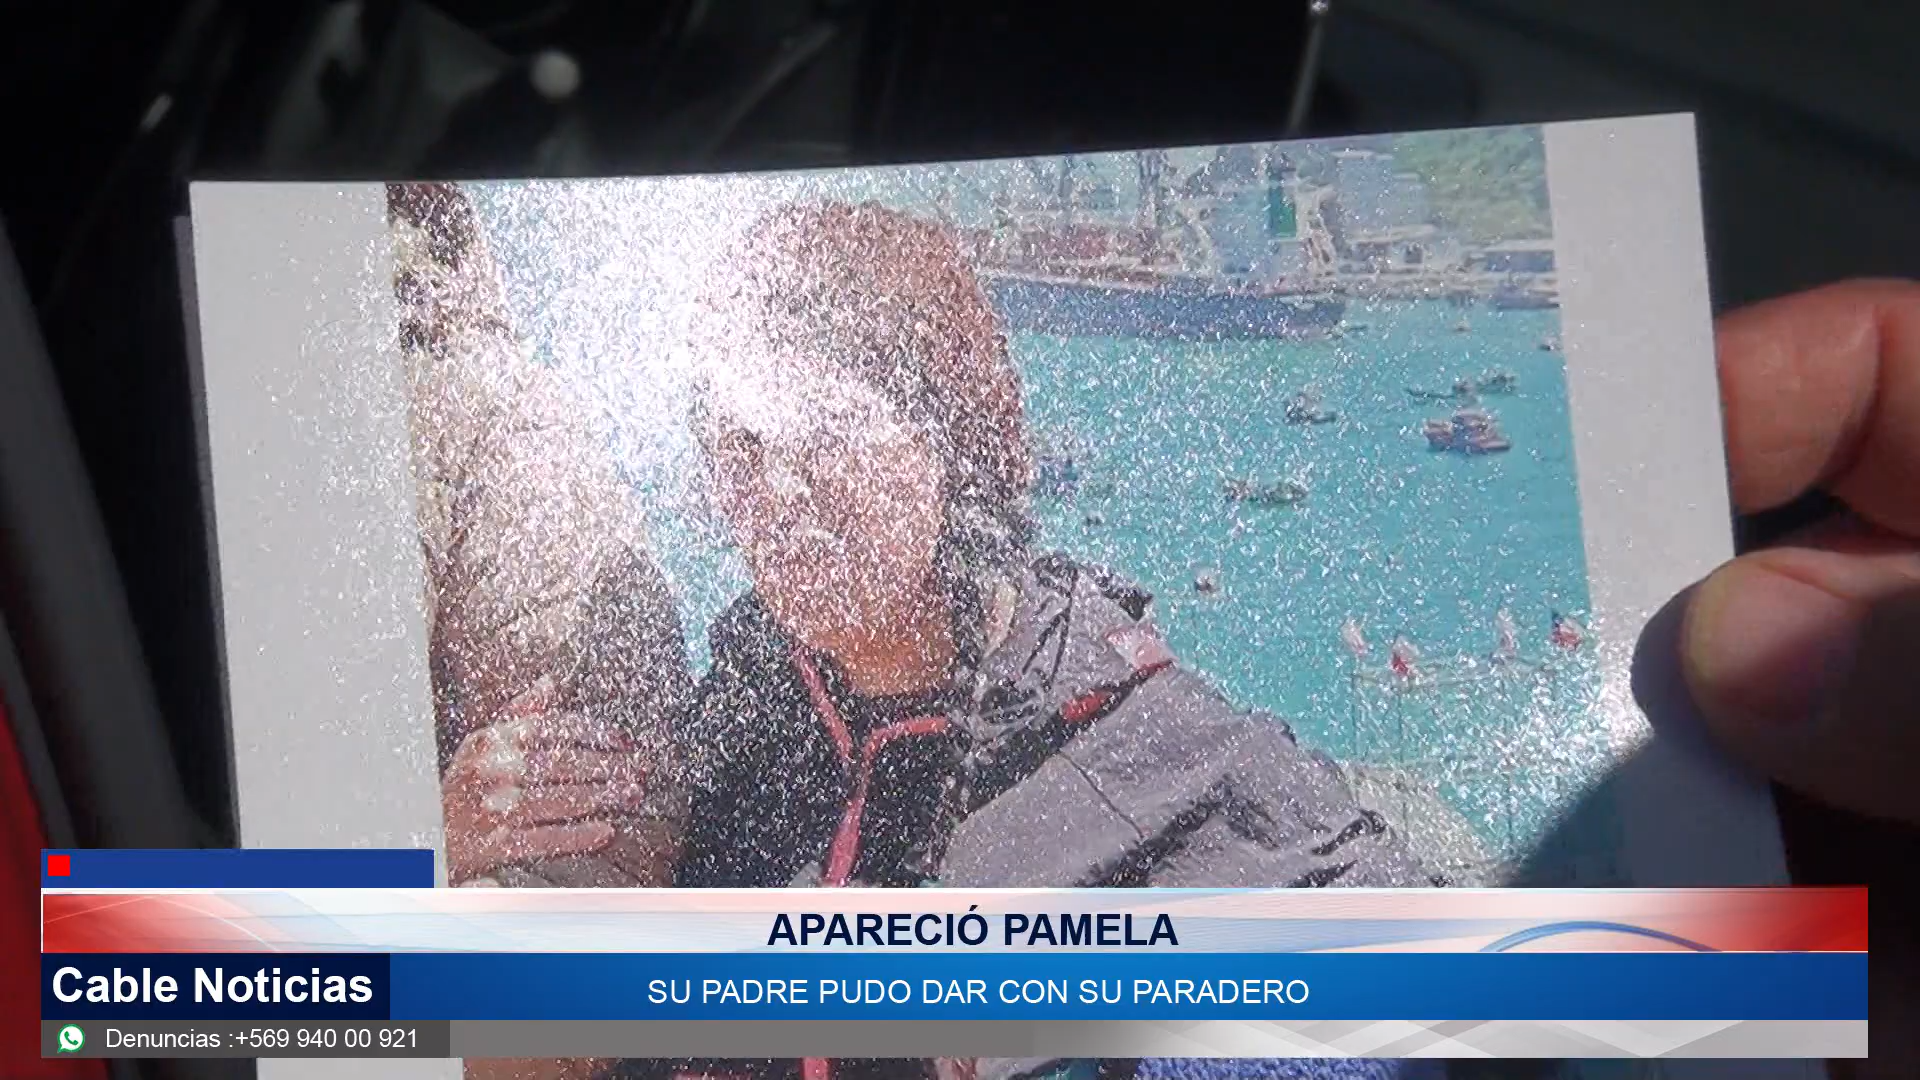 APARECIÓ PAMELA
Cable Noticias
SU PADRE PUDO DAR CON SU PARADERO
Denuncias :+569 940 00 921